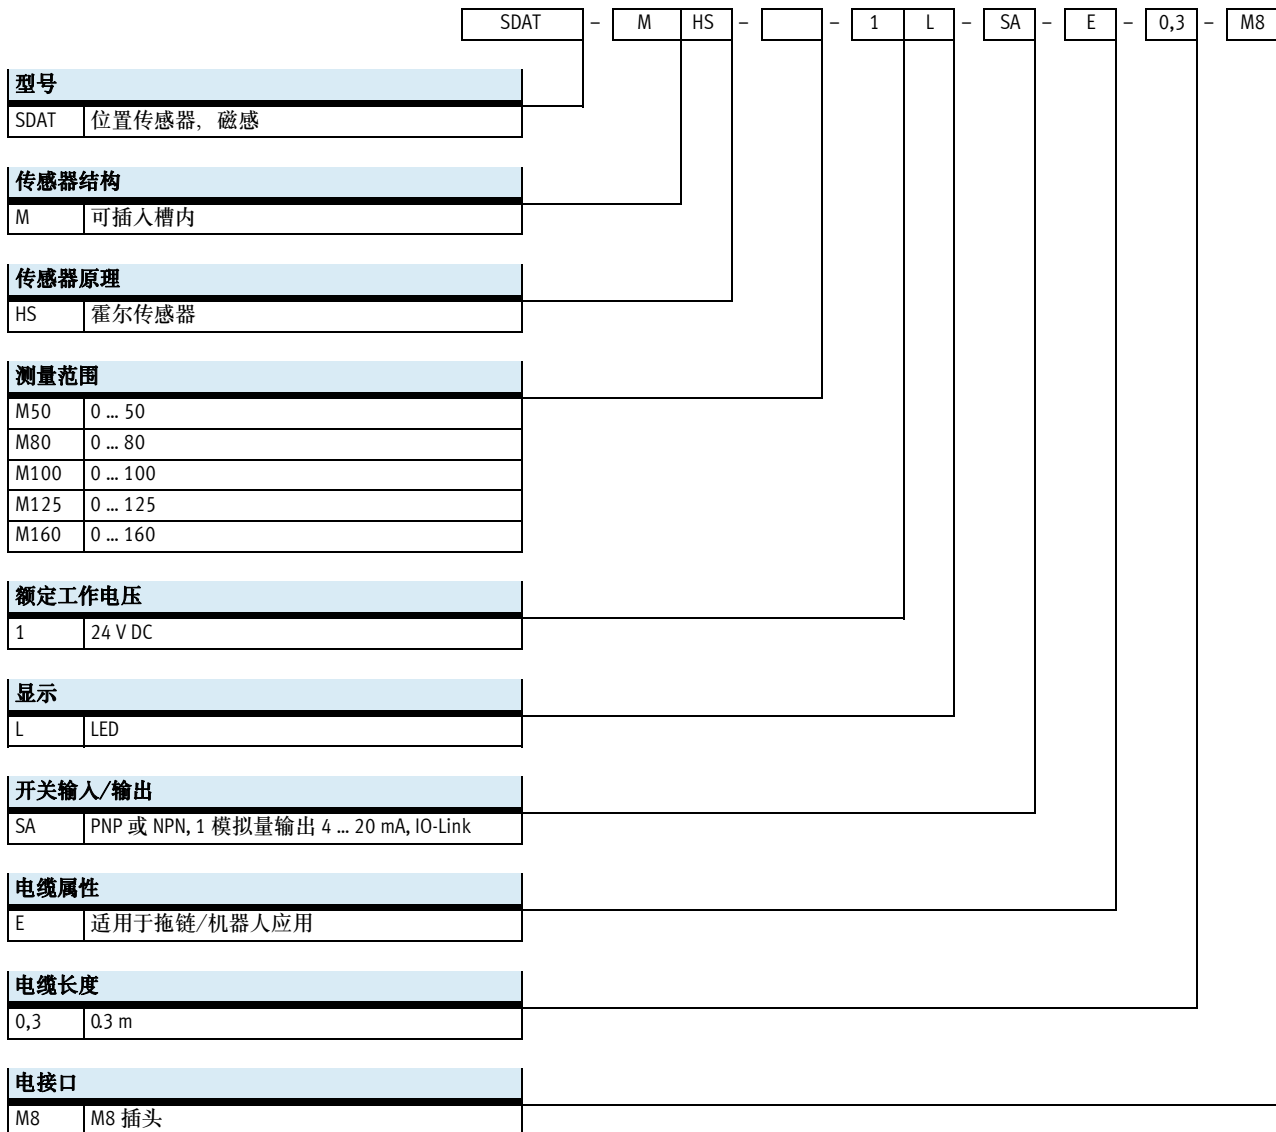 SDAT – M HS – – 1 L – SA – E – 0,3 – M8
型号
SDAT 位置传感器，磁感
传感器结构
M 可插入槽内
传感器原理
HS 霍尔传感器
测量范围
M50 0 ... 50
M80 0 ... 80
M100 0 ... 100
M125 0 ... 125
M160 0 ... 160
额定工作电压
1 24 V DC
显示
L LED
开关输入/输出
SA PNP 或 NPN, 1 模拟量输出 4 ... 20 mA, IO-Link
电缆属性
E 适用于拖链/机器人应用
电缆长度
0,3 0.3 m
电接口
M8 M8 插头